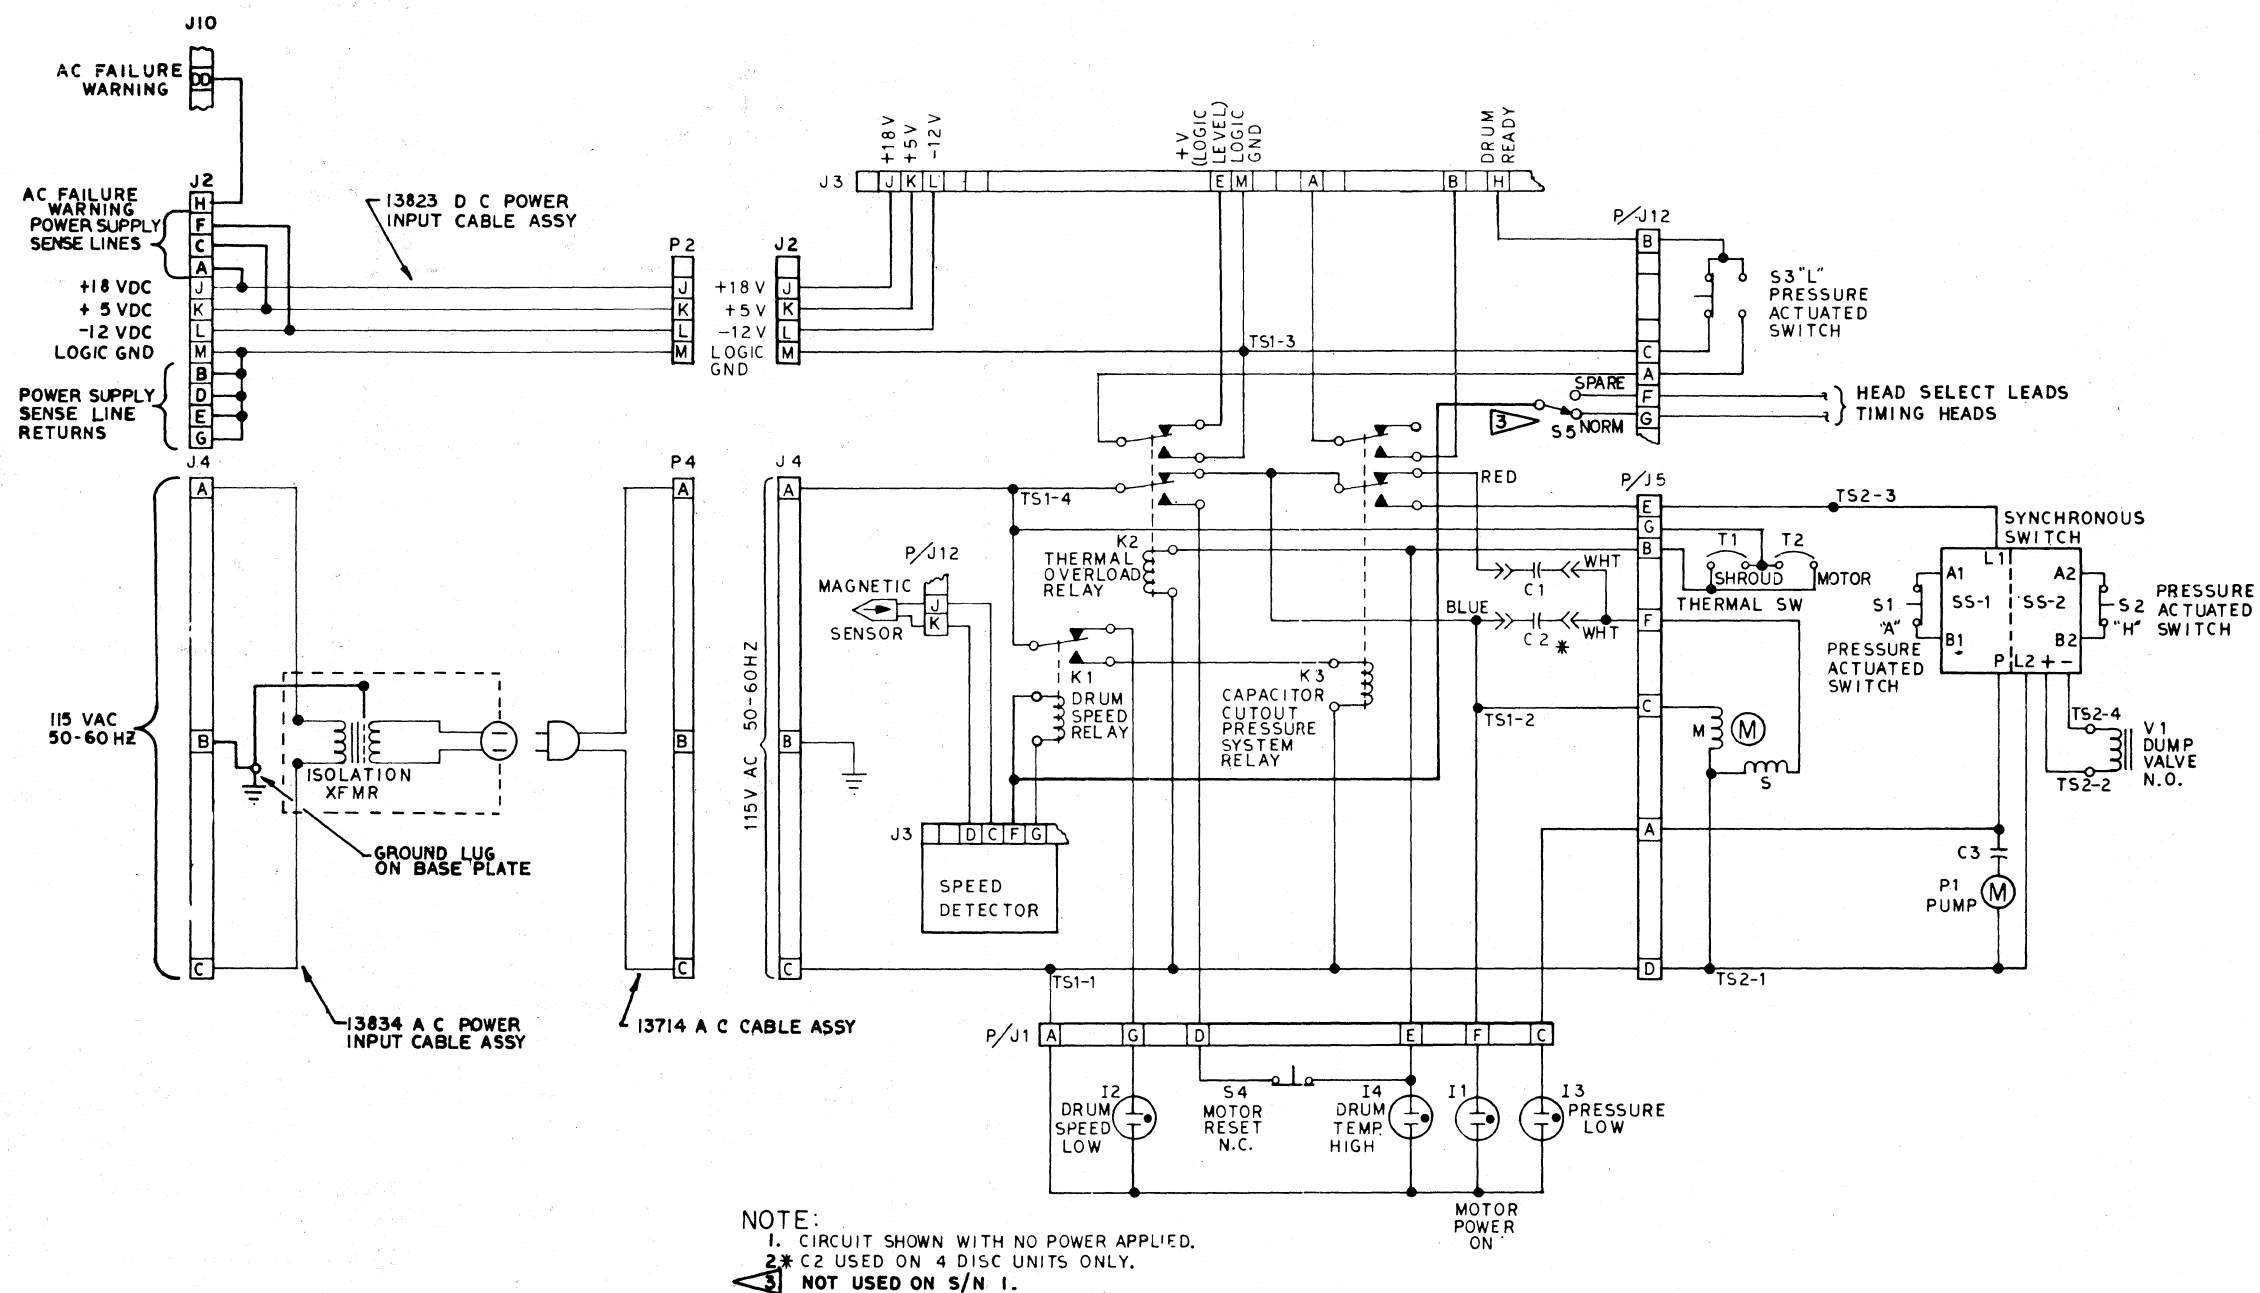 J10
AC FAILURE
WARNING
DD
J2
AC FAILURE
WARNING
H
POWER SUPPLY
SENSE LINES
F
C
A
+18 VDC
J
+ 5 VDC
K
-12 VDC
L
LOGIC GND
M
POWER SUPPLY
SENSE LINE
RETURNS
B
D
E
G
13823 D C POWER
INPUT CABLE ASSY
P2
J
K
L
M
J2
+18V
J
+5V
K
-12V
L
LOGIC
GND
M
J3
+18V
+5V
-12V
+V
(LOGIC
LEVEL)
LOGIC
GND
DRUM
READY
J K L E M A B H
P/J12
B
C
A
F
G
S3"L"
PRESSURE
ACTUATED
SWITCH
TS1-3
SPARE
3
S5
NORM
HEAD SELECT LEADS
TIMING HEADS
J4
A
B
C
115 VAC
50-60 HZ
ISOLATION
XFMR
GROUND LUG
ON BASE PLATE
13834 A C POWER
INPUT CABLE ASSY
P4
A
B
C
13714 A C CABLE ASSY
J4
A
B
C
115V AC 50-60HZ
TS1-4
P/J12
MAGNETIC
SENSOR
J
K
K2
THERMAL
OVERLOAD
RELAY
K1
DRUM
SPEED
RELAY
K3
CAPACITOR
CUTOUT
PRESSURE
SYSTEM
RELAY
J3
D C F G
SPEED
DETECTOR
RED
BLUE
WHT
C1
C2 *
WHT
TS1-2
P/J5
E
G
B
F
C
A
D
TS2-3
T1
T2
SHROUD
MOTOR
THERMAL SW
SYNCHRONOUS
SWITCH
L1
A1
A2
SS-1
SS-2
B1
B2
P
L2
+
-
S1
"A"
PRESSURE
ACTUATED
SWITCH
S2
"H"
PRESSURE
ACTUATED
SWITCH
M
M
S
TS2-4
V1
DUMP
VALVE
N.O.
TS2-2
C3
P1
PUMP
M
TS1-1
TS2-1
P/J1
A G D E F C
I2
DRUM
SPEED
LOW
S4
MOTOR
RESET
N.C.
I4
DRUM
TEMP.
HIGH
I1
I3
PRESSURE
LOW
MOTOR
POWER
ON
NOTE:
1. CIRCUIT SHOWN WITH NO POWER APPLIED.
2.* C2 USED ON 4 DISC UNITS ONLY.
3 NOT USED ON S/N 1.